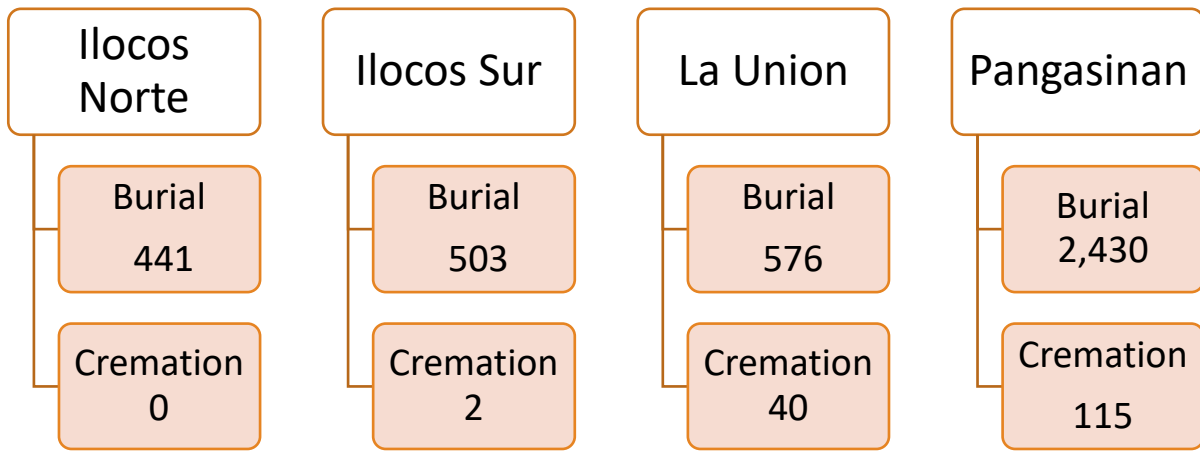 Ilocos
Norte
Burial
441
Cremation
0
Ilocos Sur
Burial
503
Cremation
2
La Union
Burial
576
Cremation
40
Pangasinan
Burial
2,430
Cremation
115